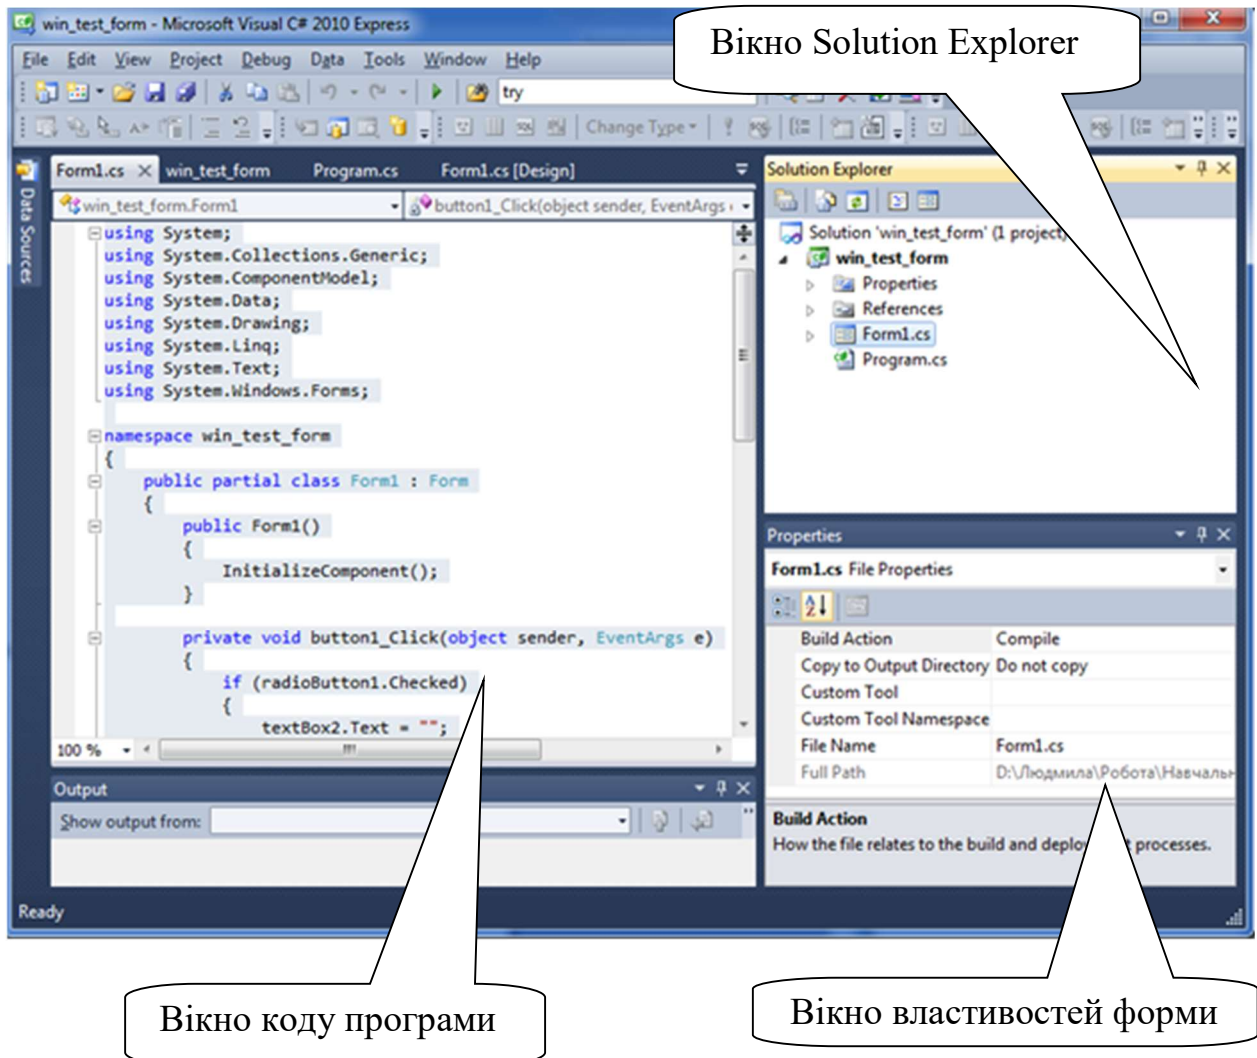 win_test_form - Microsoft Visual C# 2010 Express
Вікно Solution Explorer
File Edit View Project Debug Data Tools Window Help
try
Change Type
Data Sources
Form1.cs win_test_form Program.cs Form1.cs [Design]
win_test_form.Form1 button1_Click(object sender, EventArgs
using System;
using System.Collections.Generic;
using System.ComponentModel;
using System.Data;
using System.Drawing;
using System.Linq;
using System.Text;
using System.Windows.Forms;
namespace win_test_form
{
public partial class Form1 : Form
{
public Form1()
{
InitializeComponent();
}
private void button1_Click(object sender, EventArgs e)
{
if (radioButton1.Checked)
{
textBox2.Text = "";
100 %
Output
Show output from:
Ready
Solution Explorer
Solution 'win_test_form' (1 project)
win_test_form
Properties
References
Form1.cs
Program.cs
Properties
Form1.cs File Properties
Build Action Compile
Copy to Output Directory Do not copy
Custom Tool
Custom Tool Namespace
File Name Form1.cs
Full Path D:\Людмила\Робота\Навчальн
Build Action
How the file relates to the build and deplo t processes.
Вікно коду програми
Вікно властивостей форми